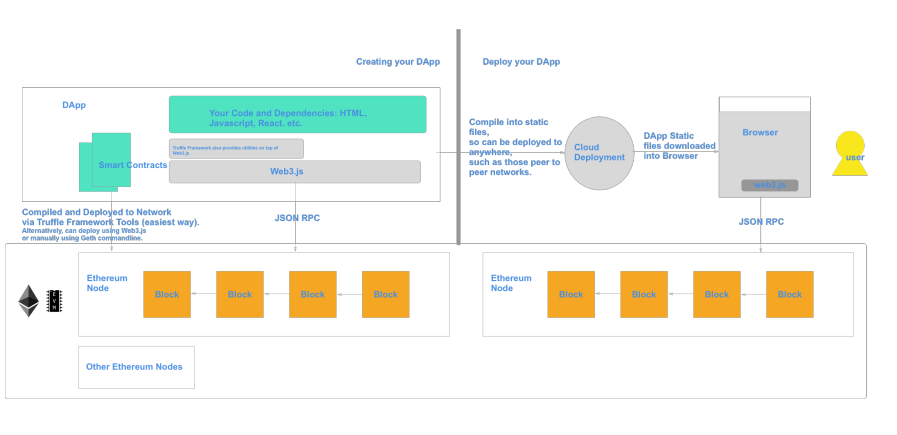 Creating your DApp
Deploy your DApp
DApp
Your Code and Dependencies: HTML,
Javascript, React. etc.
Truffle Framework also provides utilities on top of
Web3.js
Web3.js
Smart Contracts
Compile into static
files,
so can be deployed to
anywhere,
such as those peer to
peer networks.
Cloud
Deployment
DApp Static
files downloaded
into Browser
Browser
web3.js
user
Compiled and Deployed to Network
via Truffle Framework Tools (easiest way).
Alternatively, can deploy using Web3.js
or manually using Geth commandline.
JSON RPC
JSON RPC
Ethereum
Node
Block
Block
Block
Block
Ethereum
Node
Block
Block
Block
Block
Other Ethereum Nodes